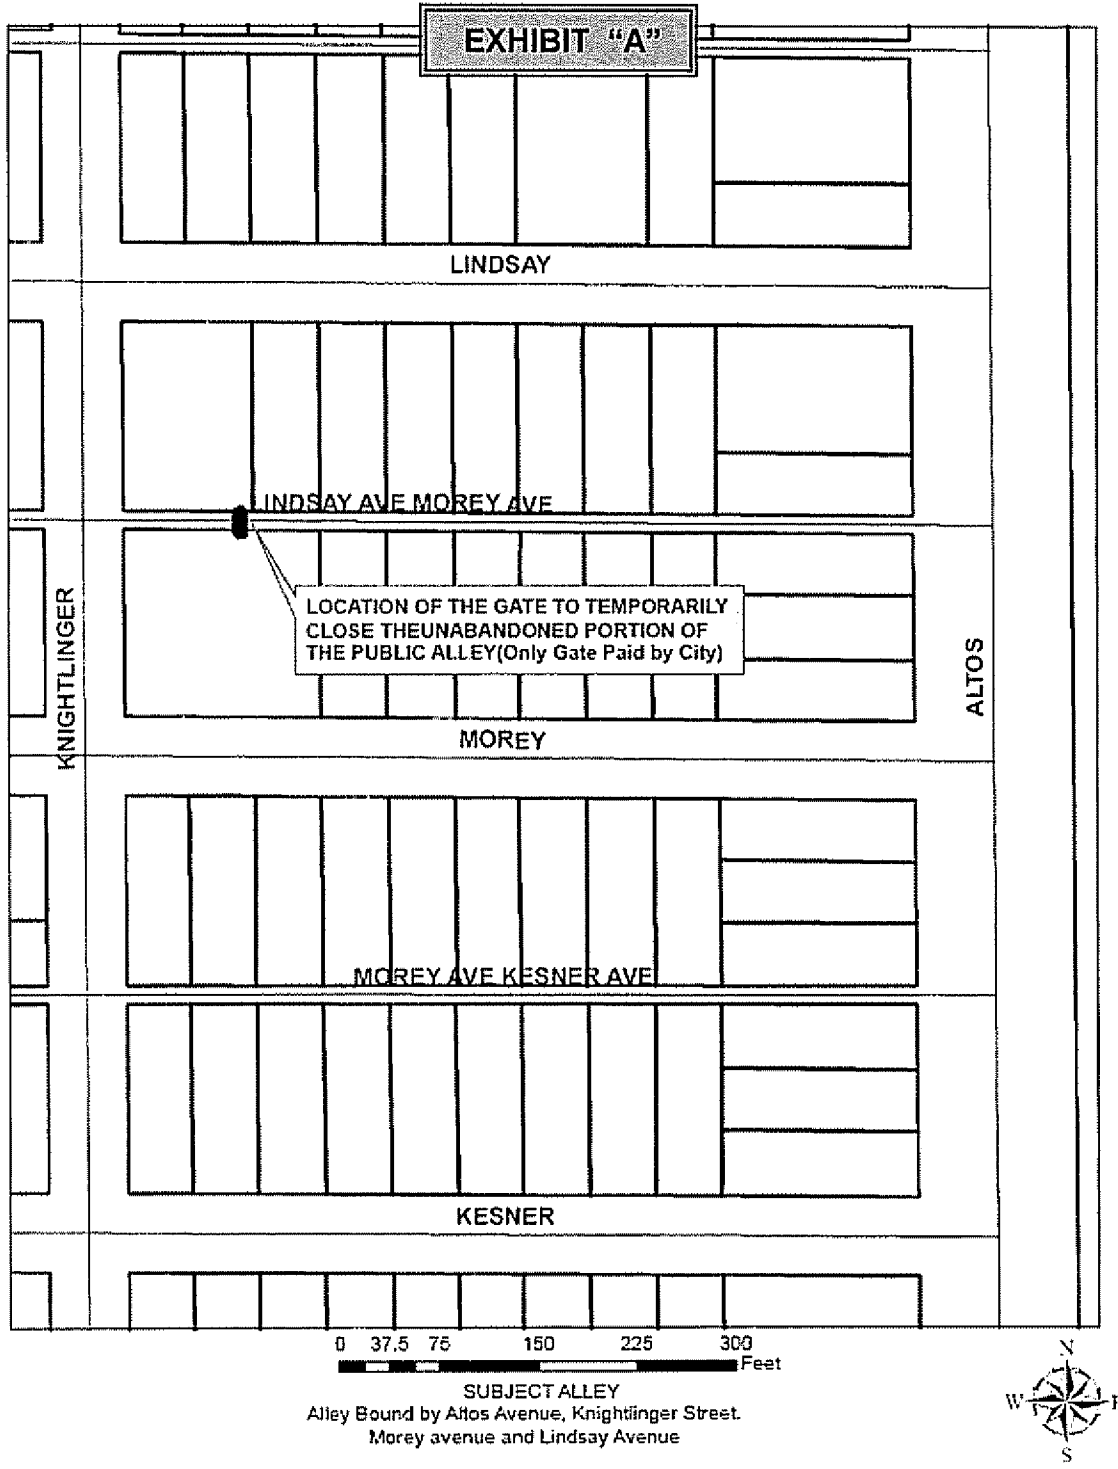 EXHIBIT "A"
LINDSAY
LINDSAY AVE MOREY AVE
LOCATION OF THE GATE TO TEMPORARILY
CLOSE THEUNABANDONED PORTION OF
THE PUBLIC ALLEY(Only Gate Paid by City)
KNIGHTLINGER
ALTOS
MOREY
MOREY AVE KESNER AVE
KESNER
0 37.5 75 150 225 300
Feet
SUBJECT ALLEY
Alley Bound by Altos Avenue, Knightlinger Street.
Morey avenue and Lindsay Avenue
N
W E
S